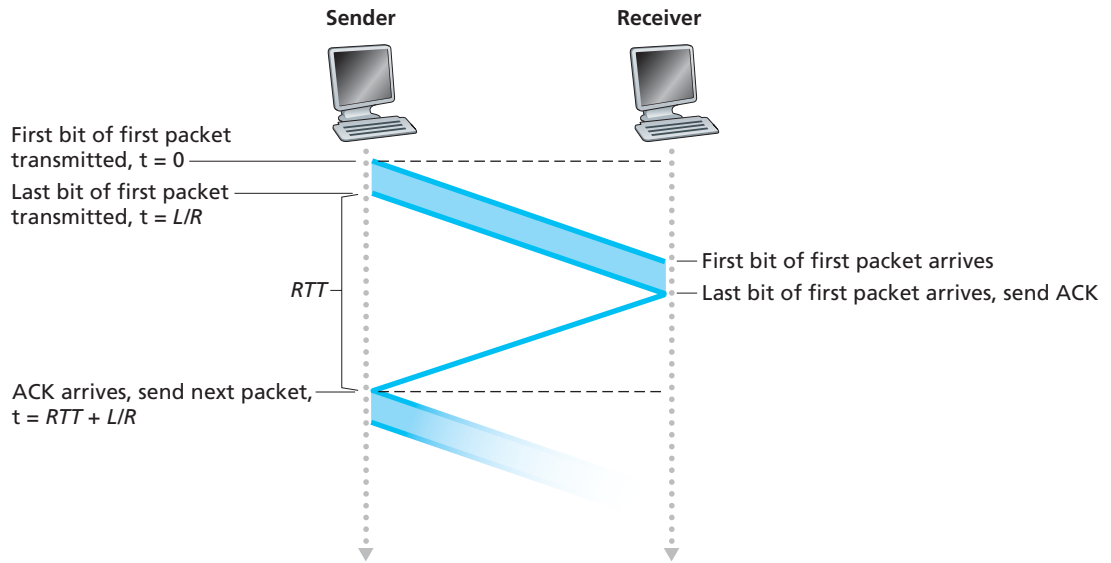 Sender
Receiver
First bit of first packet
transmitted, t = 0
Last bit of first packet
transmitted, t = L/R
RTT
First bit of first packet arrives
Last bit of first packet arrives, send ACK
ACK arrives, send next packet,
t = RTT + L/R